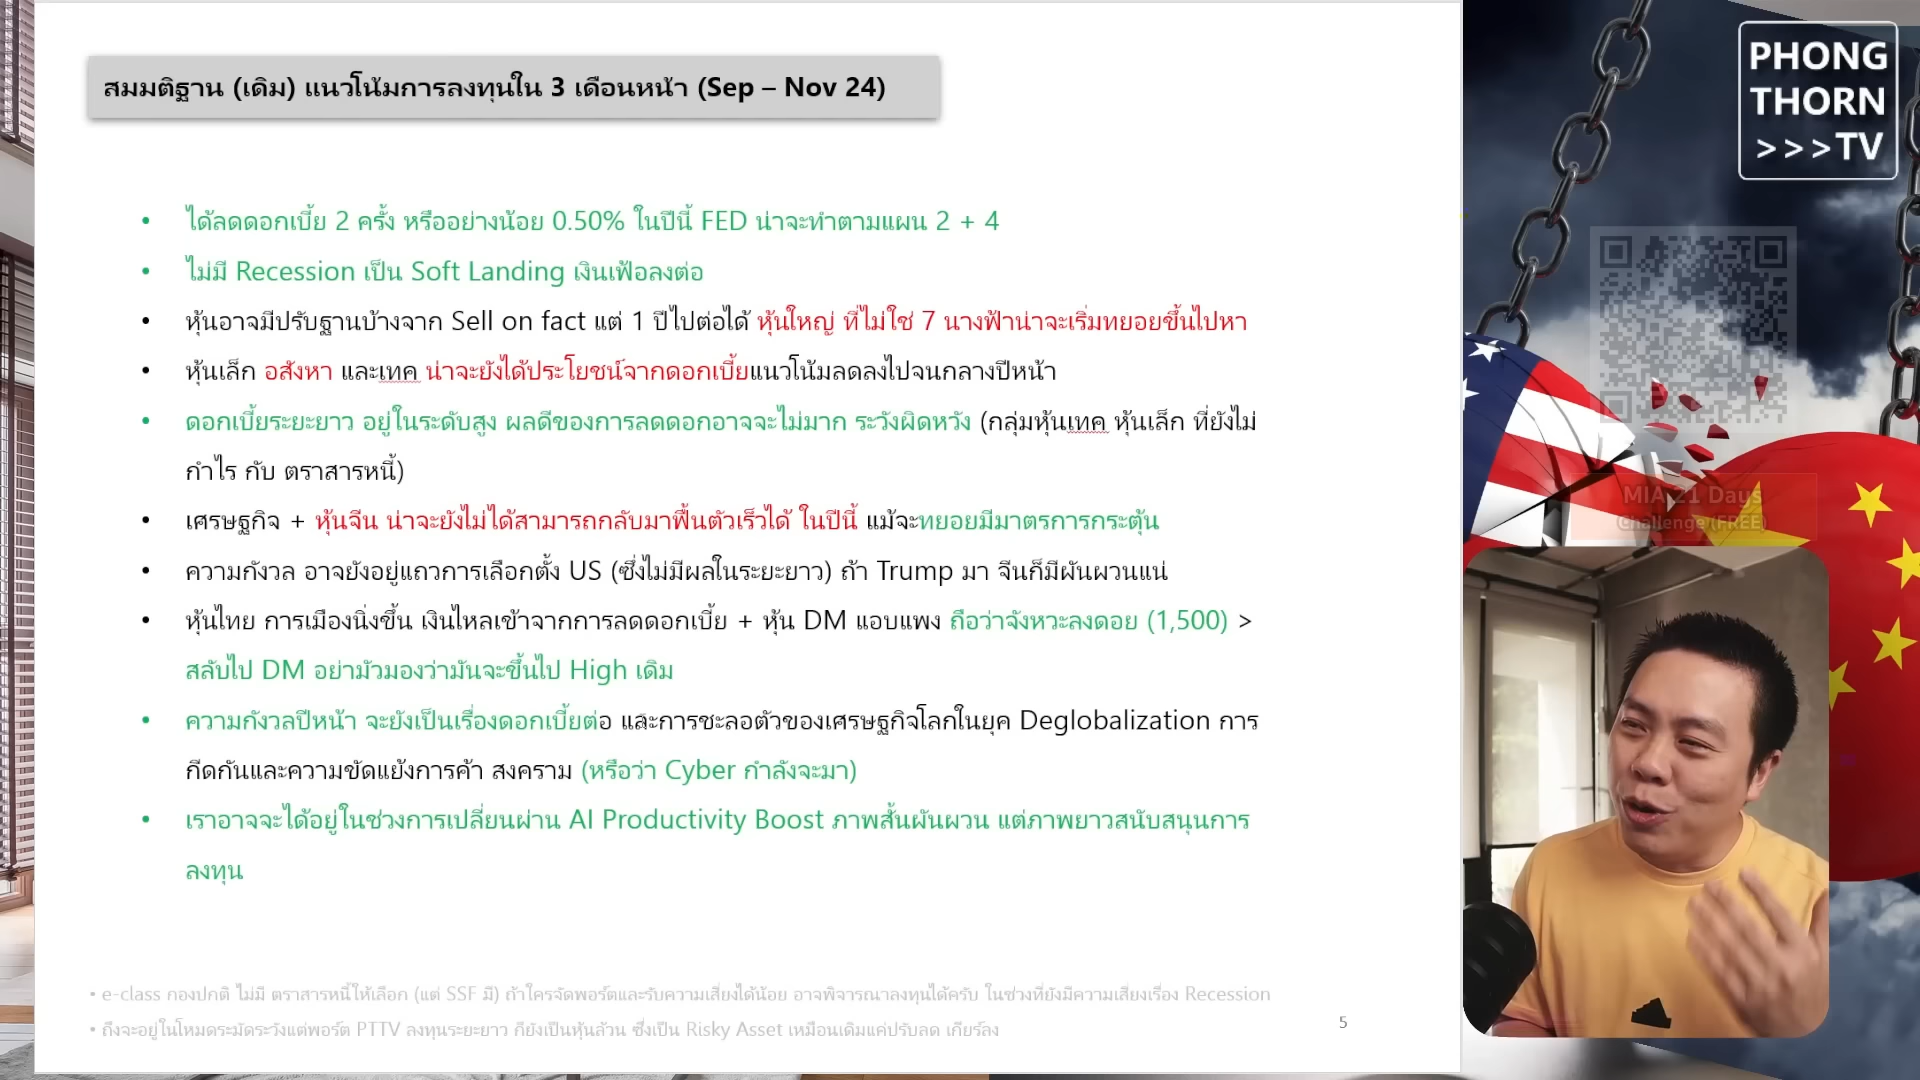 สมมติฐาน (เดิม) แนวโน้มการลงทุนใน 3 เดือนหน้า (Sep – Nov 24)
• ได้ลดดอกเบี้ย 2 ครั้ง หรืออย่างน้อย 0.50% ในปีนี้ FED น่าจะทำตามแผน 2 + 4
• ไม่มี Recession เป็น Soft Landing เงินเฟ้อลงต่อ
• หุ้นอาจมีปรับฐานบ้างจาก Sell on fact แต่ 1 ปีไปต่อได้ หุ้นใหญ่ ที่ไม่ใช่ 7 นางฟ้าน่าจะเริ่มทยอยขึ้นไปหา
• หุ้นเล็ก อสังหา และเทค น่าจะยังได้ประโยชน์จากดอกเบี้ยแนวโน้มลดลงไปจนกลางปีหน้า
• ดอกเบี้ยระยะยาว อยู่ในระดับสูง ผลดีของการลดดอกอาจจะไม่มาก ระวังผิดหวัง (กลุ่มหุ้นเทค หุ้นเล็ก ที่ยังไม่
กำไร กับ ตราสารหนี้)
• เศรษฐกิจ + หุ้นจีน น่าจะยังไม่ได้สามารถกลับมาฟื้นตัวเร็วได้ ในปีนี้ แม้จะทยอยมีมาตรการกระตุ้น
• ความกังวล อาจยังอยู่แถวการเลือกตั้ง US (ซึ่งไม่มีผลในระยะยาว) ถ้า Trump มา จีนก็มีผันผวนแน่
• หุ้นไทย การเมืองนิ่งขึ้น เงินไหลเข้าจากการลดดอกเบี้ย + หุ้น DM แอบแพง ถือว่าจังหวะลงดอย (1,500) >
สลับไป DM อย่ามัวมองว่ามันจะขึ้นไป High เดิม
• ความกังวลปีหน้า จะยังเป็นเรื่องดอกเบี้ยต่อ และการชะลอตัวของเศรษฐกิจโลกในยุค Deglobalization การ
กีดกันและความขัดแย้งการค้า สงคราม (หรือว่า Cyber กำลังจะมา)
• เราอาจจะได้อยู่ในช่วงการเปลี่ยนผ่าน AI Productivity Boost ภาพสั้นผันผวน แต่ภาพยาวสนับสนุนการ
ลงทุน
• e-class กองปกติ ไม่มี ตราสารหนี้ให้เลือก (แต่ SSF มี) ถ้าใครจัดพอร์ตและรับความเสี่ยงได้น้อย อาจพิจารณาลงทุนได้ครับ ในช่วงที่ยังมีความเสี่ยงเรื่อง Recession
• ถึงจะอยู่ในโหมดระมัดระวังแต่พอร์ต PTTV ลงทุนระยะยาว ก็ยังเป็นหุ้นล้วน ซึ่งเป็น Risky Asset เหมือนเดิมแค่ปรับลด เกียร์ลง
5
PHONG
THORN
>>>TV
MIA 21 Days
Challenge (FREE)